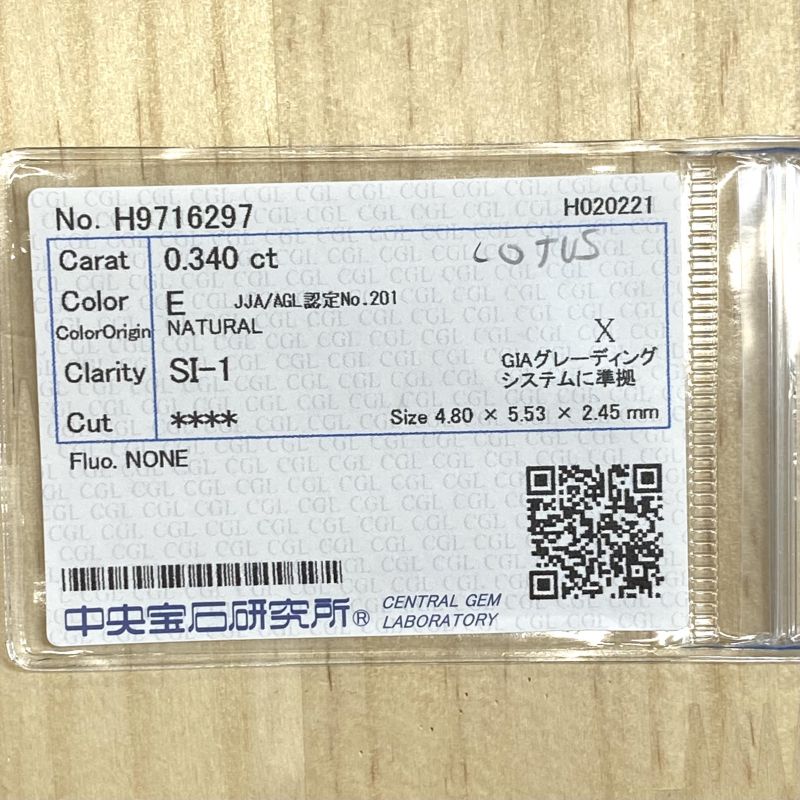 No. H9716297 H020221
Carat 0.340 ct LOTUS
Color E JJA/AGL認定No.201
ColorOrigin NATURAL X
Clarity SI-1 GIAグレーディング
システムに準拠
Cut **** Size 4.80 × 5.53 × 2.45 mm
Fluo. NONE
中央宝石研究所® CENTRAL GEM
LABORATORY